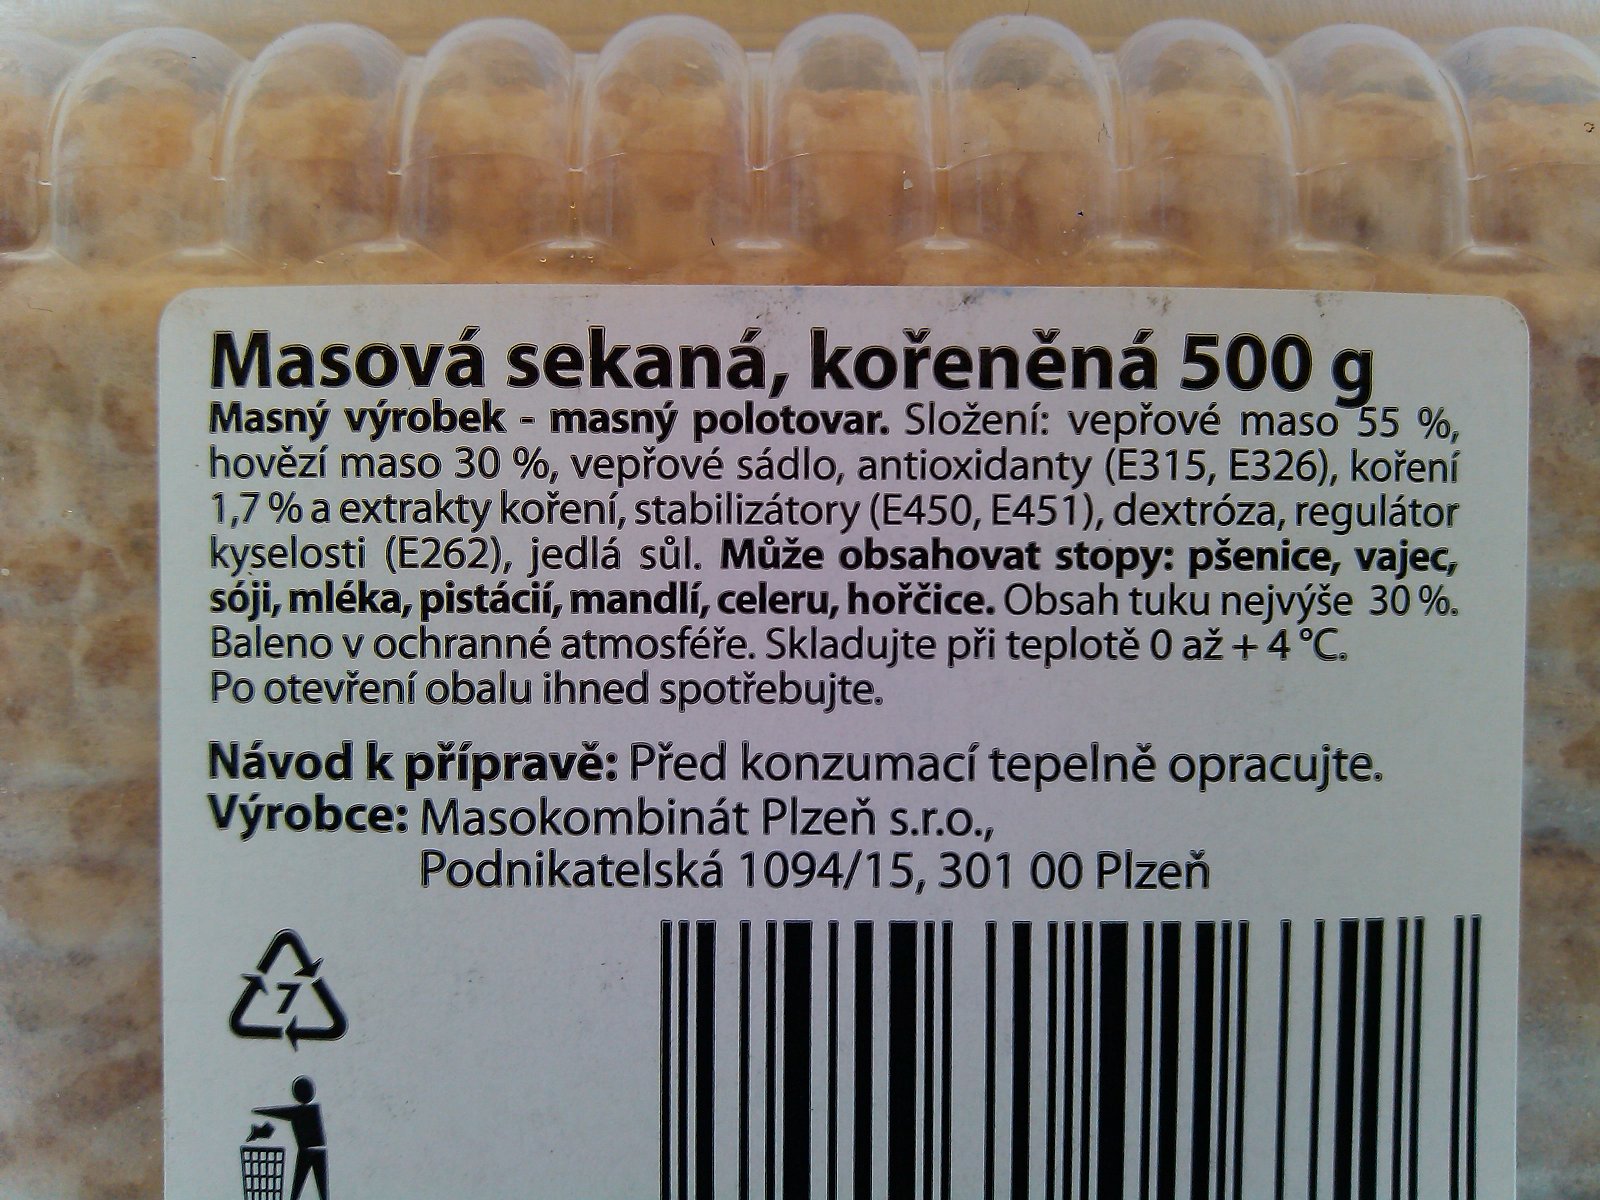 Masová sekaná, kořeněná 500 g
Masný výrobek - masný polotovar. Složení: vepřové maso 55 %,
hovězí maso 30 %, vepřové sádlo, antioxidanty (E315, E326), koření
1,7 % a extrakty koření, stabilizátory (E450, E451), dextróza, regulátor
kyselosti (E262), jedlá sůl. Může obsahovat stopy: pšenice, vajec,
sóji, mléka, pistácií, mandlí, celeru, hořčice. Obsah tuku nejvýše 30 %.
Baleno v ochranné atmosféře. Skladujte při teplotě 0 až + 4 °C.
Po otevření obalu ihned spotřebujte.
Návod k přípravě: Před konzumací tepelně opracujte.
Výrobce: Masokombinát Plzeň s.r.o.,
Podnikatelská 1094/15, 301 00 Plzeň
7